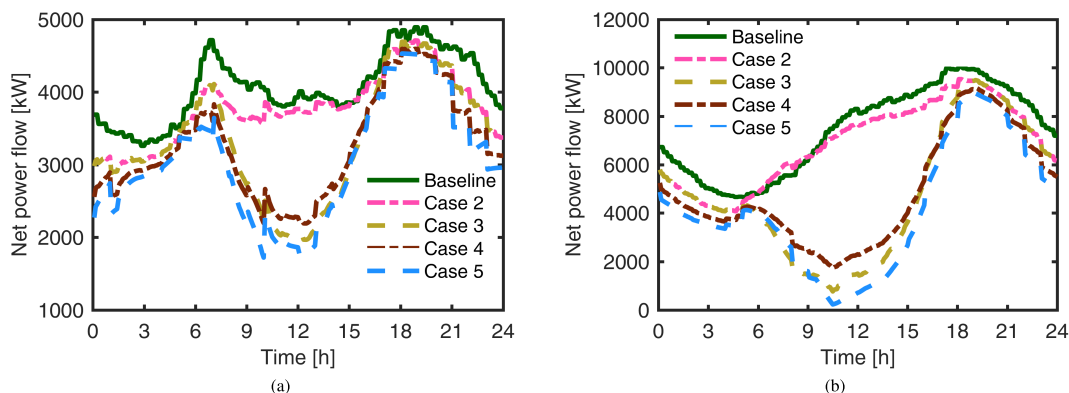 5000
4000
3000
2000
1000
Net power flow [kW]
0 3 6 9 12 15 18 21 24
Time [h]
Baseline
Case 2
Case 3
Case 4
Case 5
(a)
12000
10000
8000
6000
4000
2000
0
Net power flow [kW]
0 3 6 9 12 15 18 21 24
Time [h]
Baseline
Case 2
Case 3
Case 4
Case 5
(b)